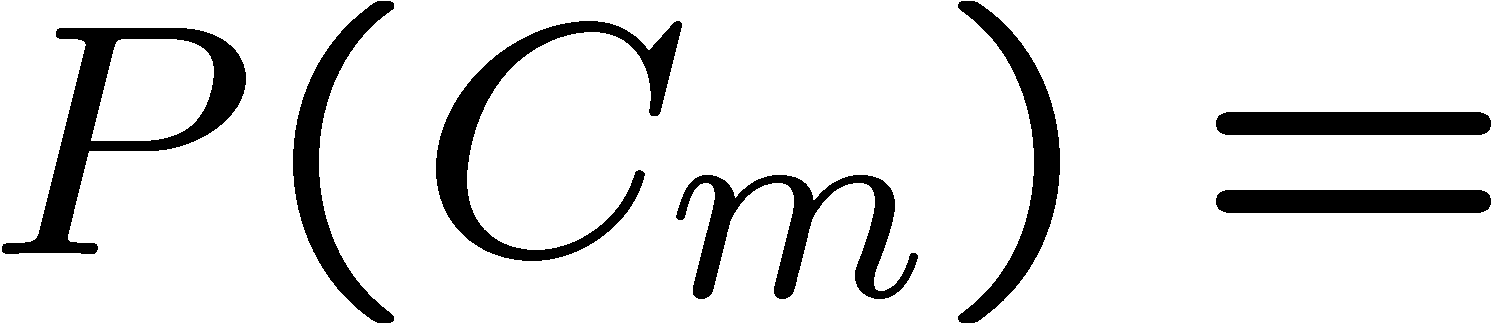 P(C_m) =